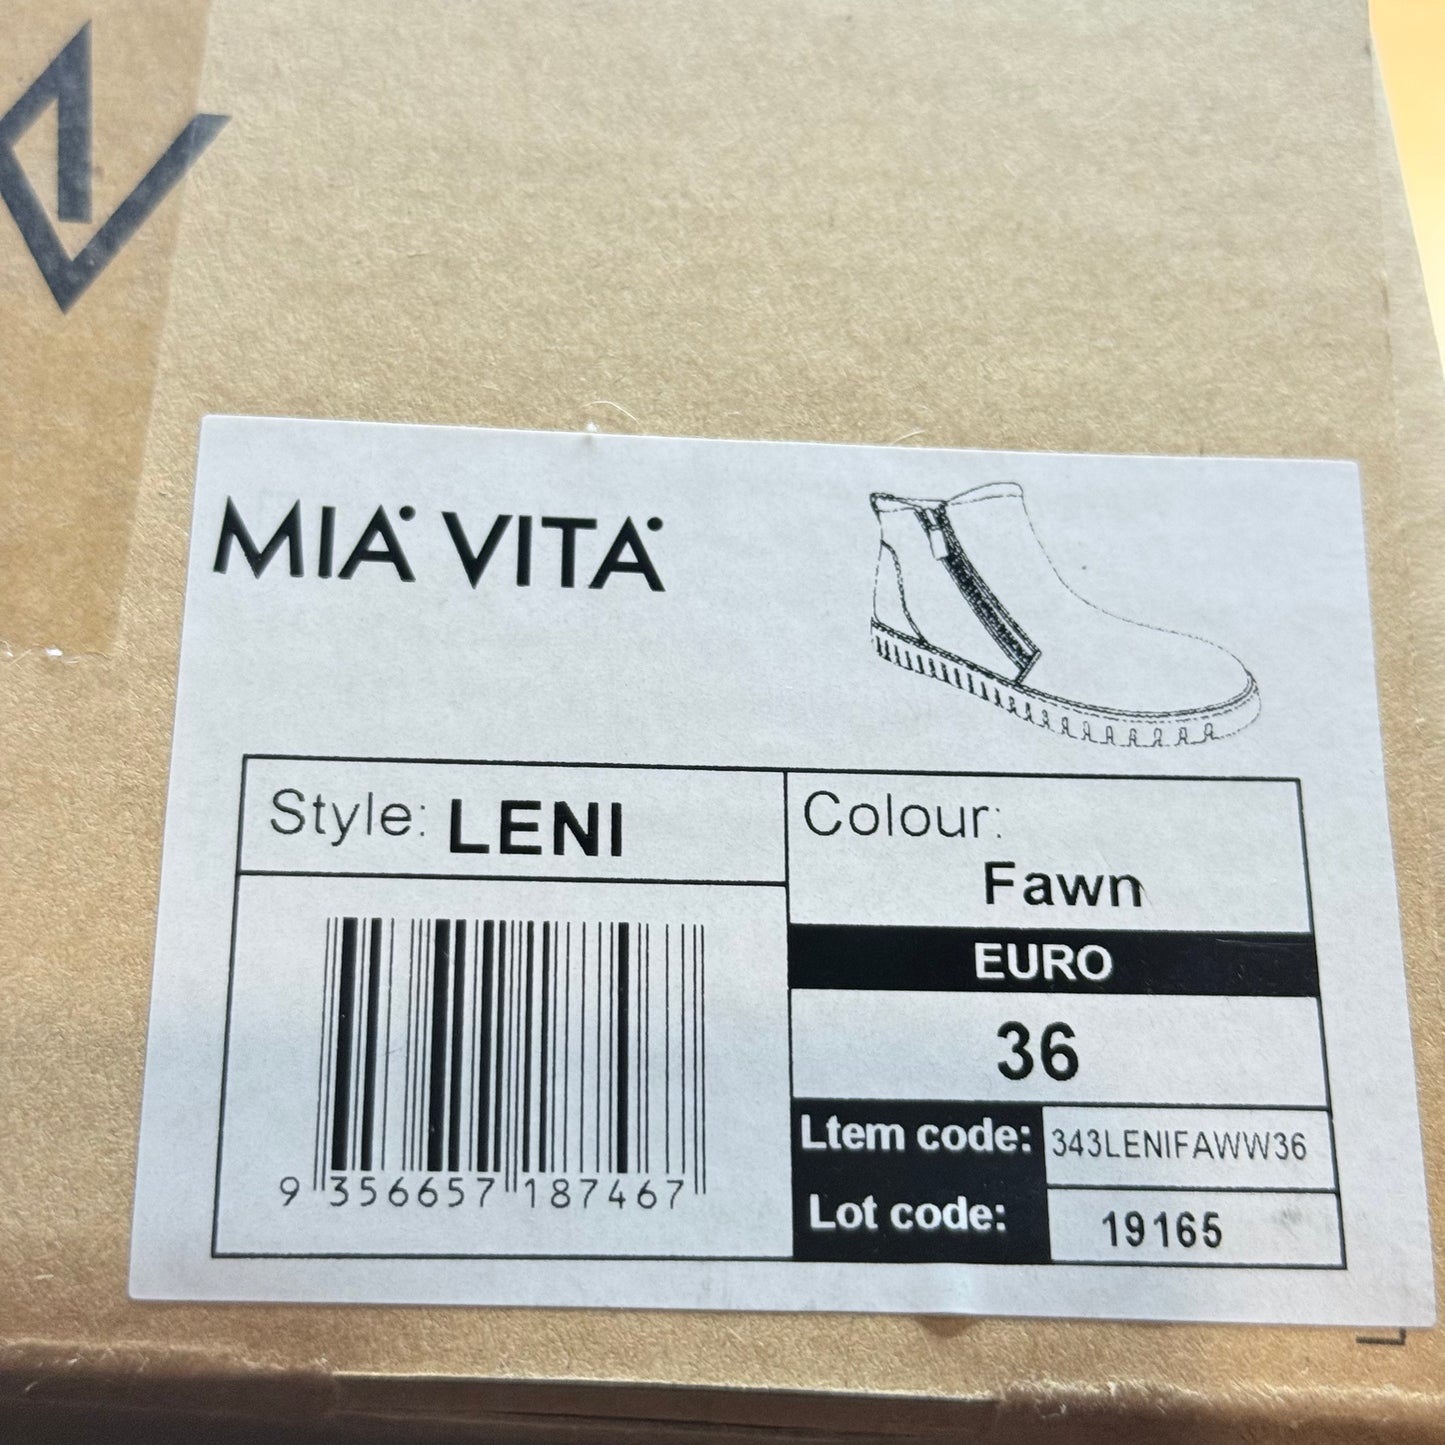 MIA VITA
Style: LENI
Colour:
Fawn
EURO
36
9 356657 187467
Ltem code: 343LENIFAWW36
Lot code: 19165